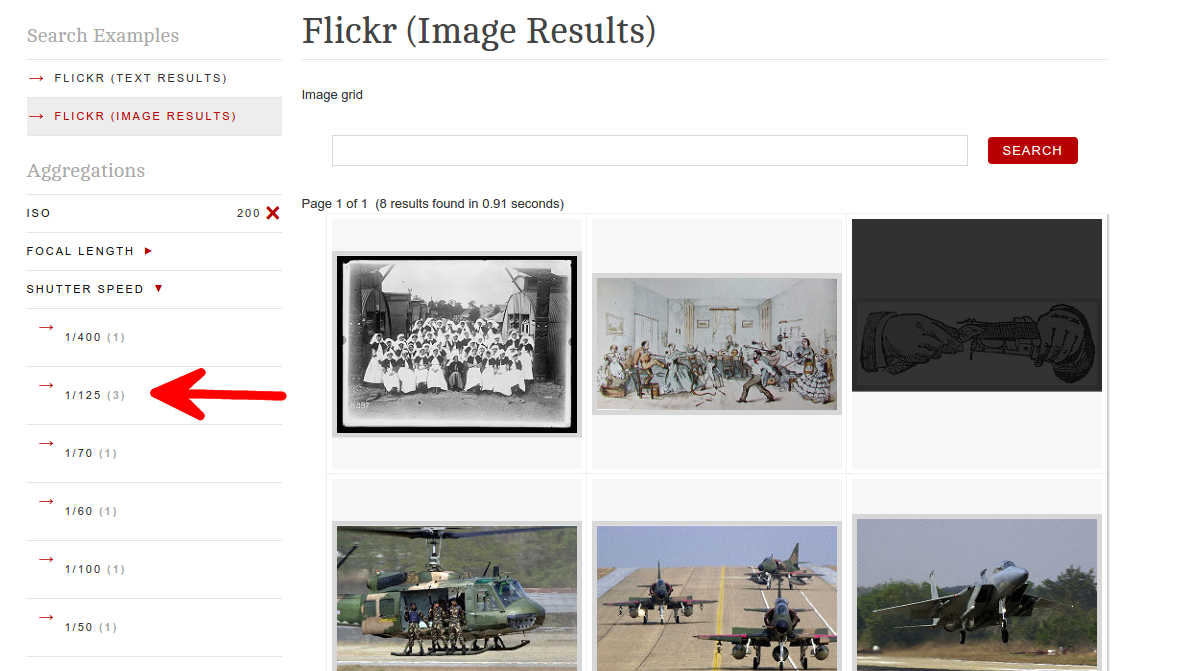 Search Examples
→ FLICKR (TEXT RESULTS)
→ FLICKR (IMAGE RESULTS)
Aggregations
ISO 200
FOCAL LENGTH
SHUTTER SPEED
→ 1/400 (1)
→ 1/125 (3)
→ 1/70 (1)
→ 1/60 (1)
→ 1/100 (1)
→ 1/50 (1)
Flickr (Image Results)
Image grid
SEARCH
Page 1 of 1 (8 results found in 0.91 seconds)